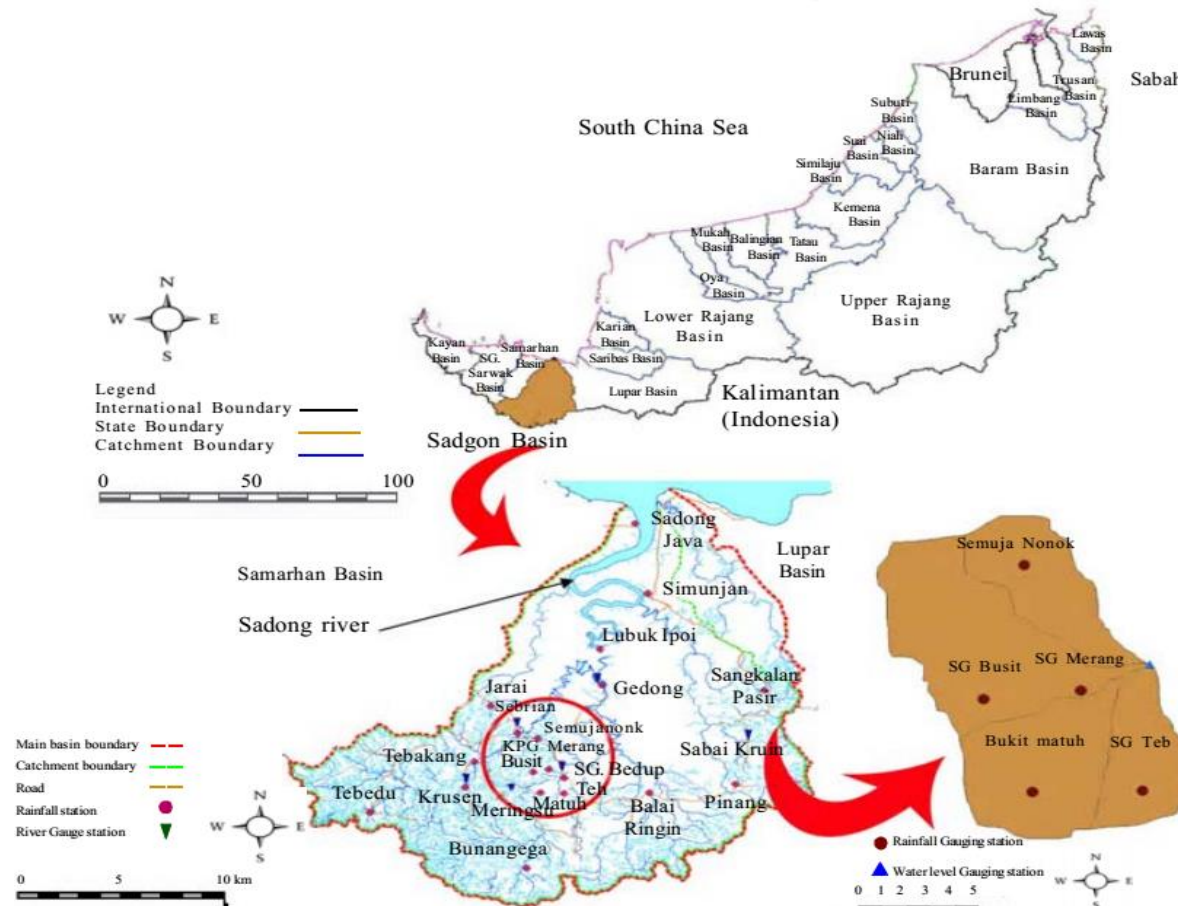 Lawas
Basin
Brunei
Trusan
Basin
Sabah
Limbang
Basin
Subuti
Basin
South China Sea
Niah
Basin
Suai
Basin
Similaju
Basin
Baram Basin
Kemena
Basin
Mukah
Basin
Balingian
Basin
Tatau
Basin
Oya
Basin
Upper Rajang
Basin
Lower Rajang
Basin
Karian
Basin
Saribas Basin
Lupar Basin
Kayan
Basin
SG.
Sarwak
Basin
Samarhan
Basin
Kalimantan
(Indonesia)
Sadgon Basin
N
W E
S
Legend
International Boundary
State Boundary
Catchment Boundary
0 50 100
Sadong
Java
Lupar
Basin
Samarhan Basin
Simunjan
Sadong river
Lubuk Ipoi
Gedong
Sangkalan
Pasir
Jarai
Sebrian
Semujanonk
KPG Merang
Busit
Tebakang
SG. Bedup
Teh
Sabai Kruin
Tebedu
Krusen
Meringsu
Matuh
Balai
Ringin
Pinang
Bunangega
Main basin boundary
Catchment boundary
Road
Rainfall station
River Gauge station
N
W E
S
0 5 10 km
Semuja Nonok
SG Busit
SG Merang
Bukit matuh
SG Teb
Rainfall Gauging station
Water level Gauging station
0 1 2 3 4 5
N
W E
S